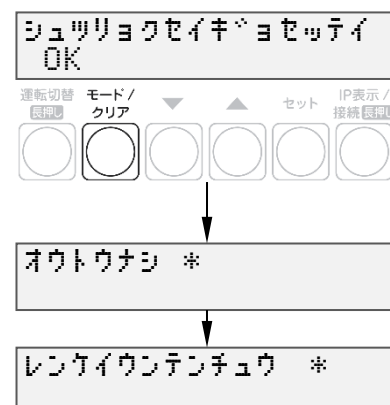 シュツリョクセイギョセッテイ
OK
運転切替 長押し
モード/クリア
▼
▲
セット
IP表示/接続 長押し
オウトウナシ *
レンケイウンテンチュウ *